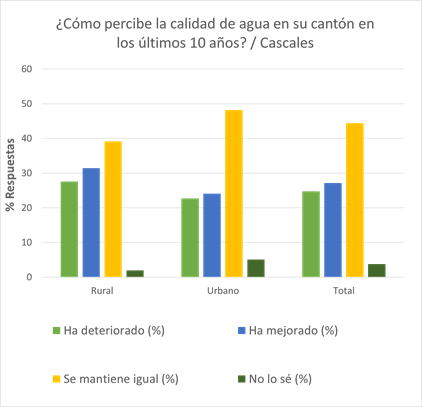 ¿Cómo percibe la calidad de agua en su cantón en
los últimos 10 años? / Cascales
% Respuestas
60
50
40
30
20
10
0
Rural
Urbano
Total
Ha deteriorado (%)
Ha mejorado (%)
Se mantiene igual (%)
No lo sé (%)